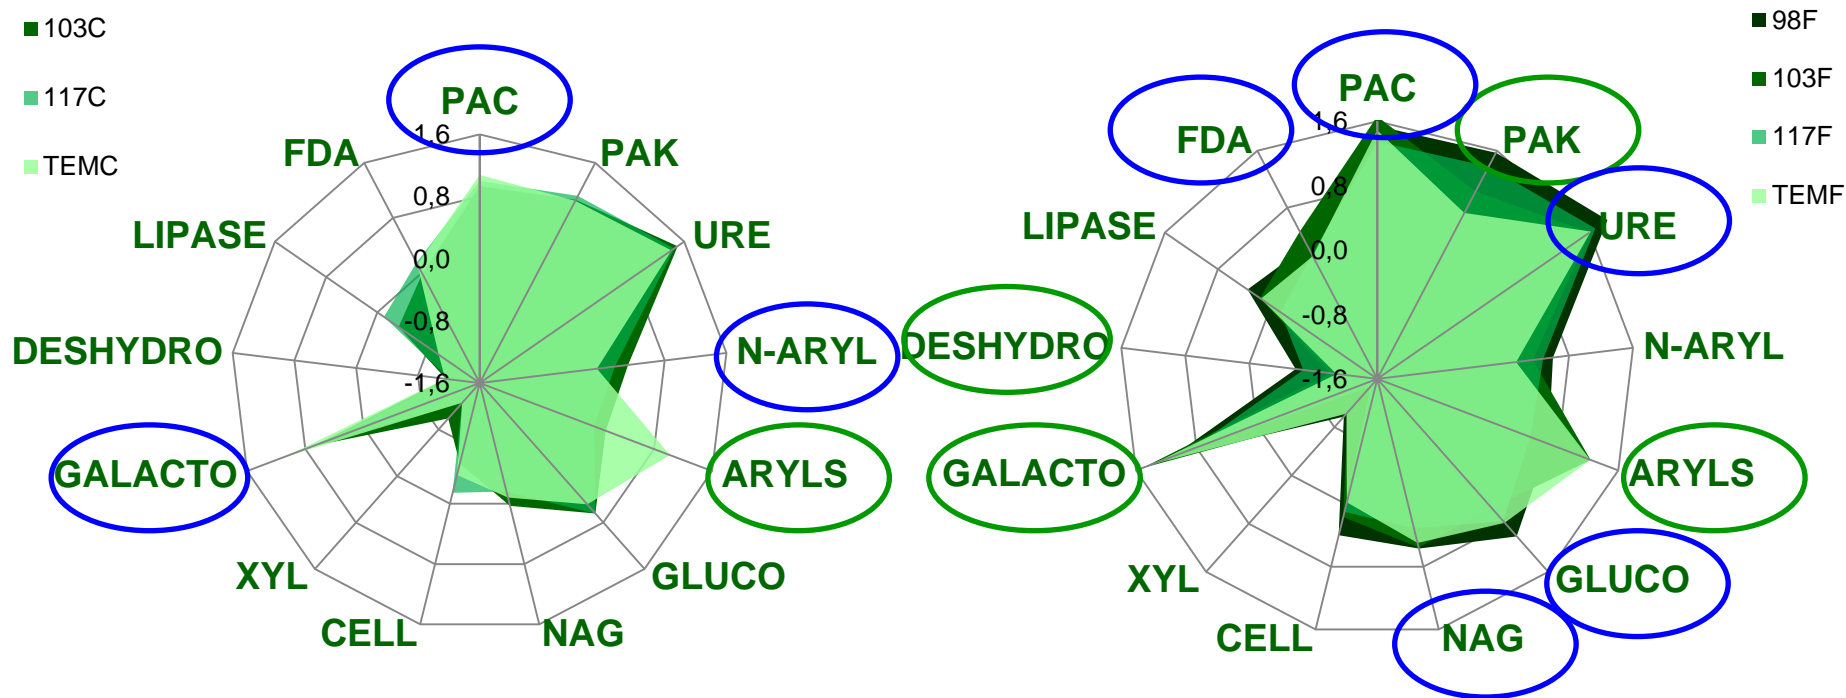 103C
117C
TEMC
PAC
PAK
URE
N-ARYL
ARYLS
GLUCO
NAG
CELL
XYL
GALACTO
DESHYDRO
LIPASE
FDA
1,6
0,8
0,0
-0,8
-1,6
98F
103F
117F
TEMF
PAC
PAK
URE
N-ARYL
ARYLS
GLUCO
NAG
CELL
XYL
GALACTO
DESHYDRO
LIPASE
FDA
1,6
0,8
0,0
-0,8
-1,6